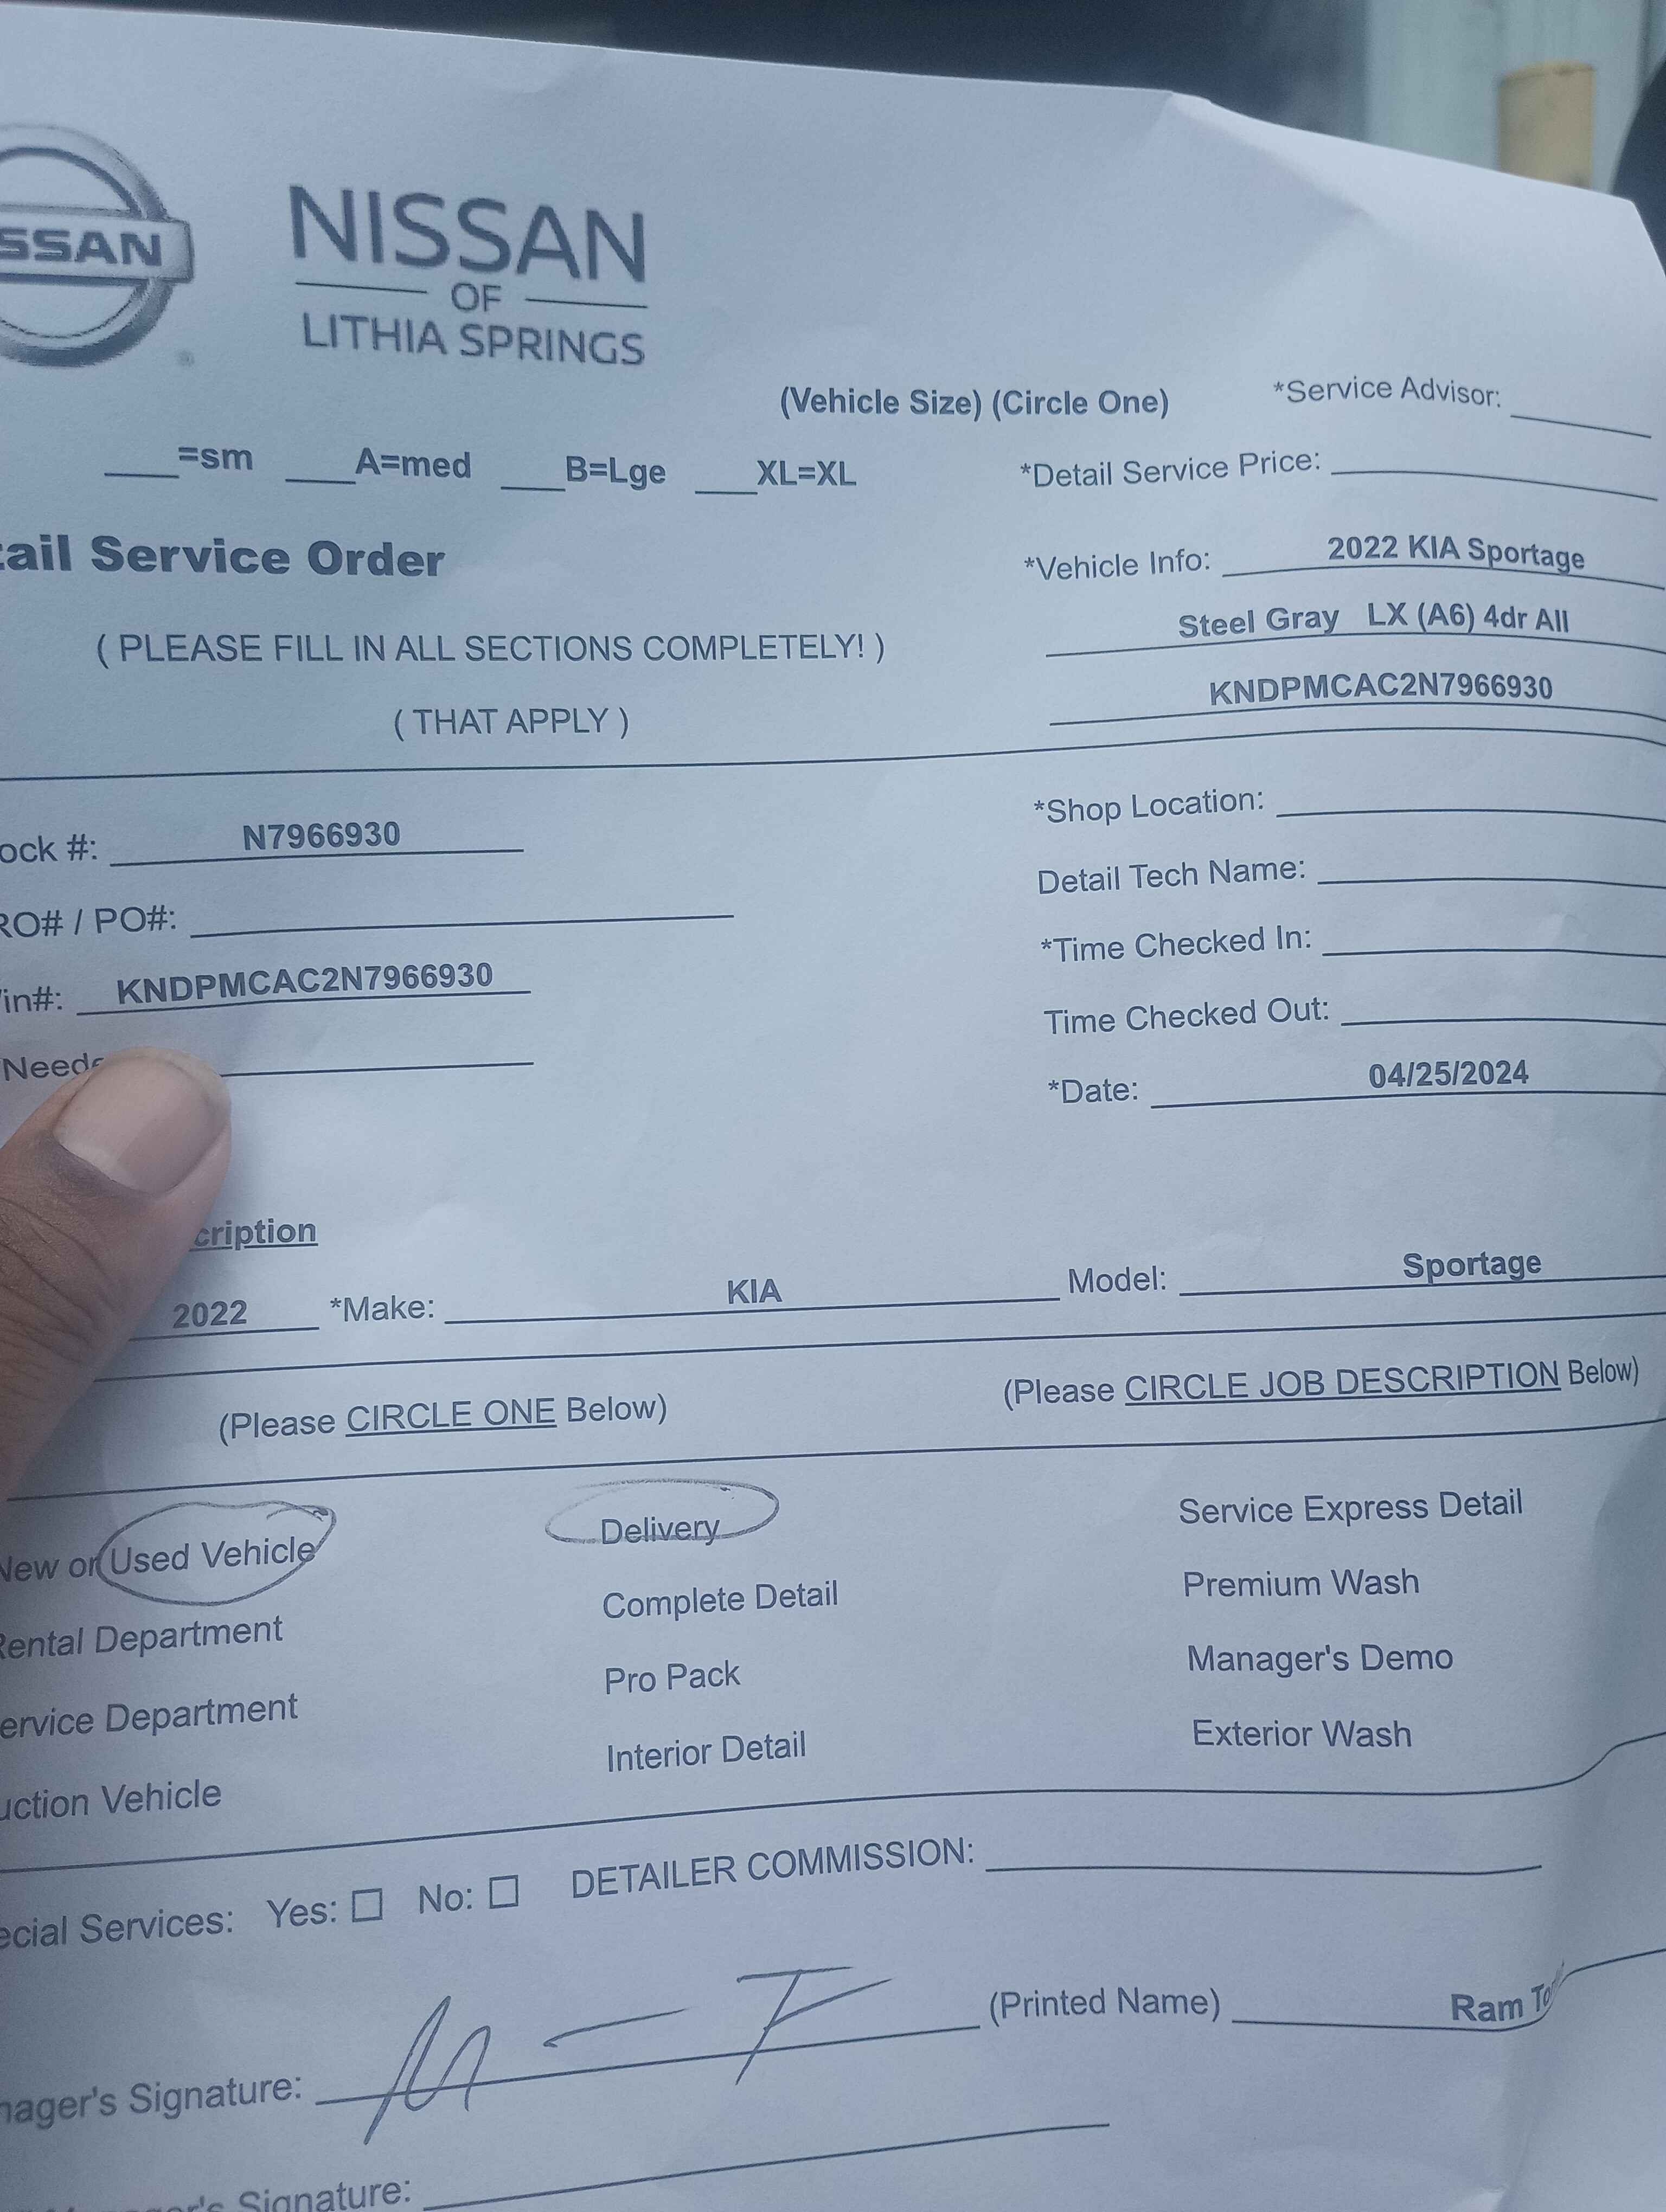 SSAN
NISSAN
OF
LITHIA SPRINGS
(Vehicle Size) (Circle One)
*Service Advisor:
=sm A=med B=Lge XL=XL
*Detail Service Price:
tail Service Order
*Vehicle Info: 2022 KIA Sportage
( PLEASE FILL IN ALL SECTIONS COMPLETELY! )
Steel Gray LX (A6) 4dr All
( THAT APPLY )
KNDPMCAC2N7966930
ock #: N7966930
*Shop Location:
RO# / PO#:
Detail Tech Name:
Vin#: KNDPMCAC2N7966930
*Time Checked In:
Need
Time Checked Out:
*Date: 04/25/2024
cription
2022 *Make: KIA Model: Sportage
(Please CIRCLE ONE Below) (Please CIRCLE JOB DESCRIPTION Below)
New or Used Vehicle Delivery Service Express Detail
Rental Department Complete Detail Premium Wash
ervice Department Pro Pack Manager's Demo
uction Vehicle Interior Detail Exterior Wash
ecial Services: Yes: No: DETAILER COMMISSION:
nager's Signature: (Printed Name) Ram To
r's Signature: